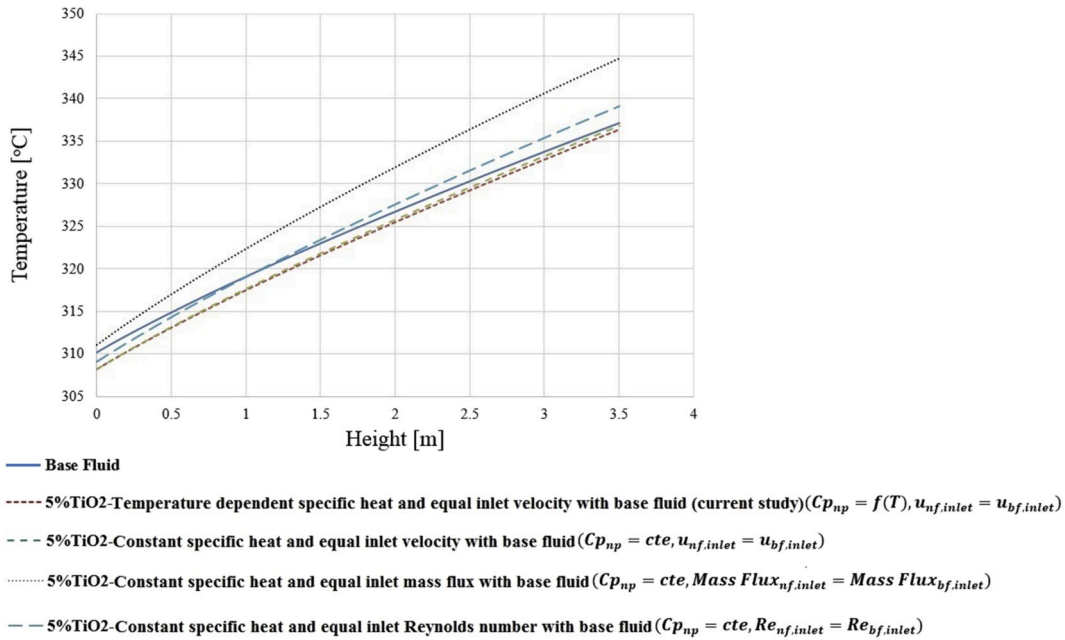 350
345
340
335
330
325
320
315
310
305
Temperature [°C]
0 0.5 1 1.5 2 2.5 3 3.5 4
Height [m]
Base Fluid
5%TiO2-Temperature dependent specific heat and equal inlet velocity with base fluid (current study)(Cp_np = f(T), u_nf,inlet = u_bf,inlet)
5%TiO2-Constant specific heat and equal inlet velocity with base fluid(Cp_np = cte, u_nf,inlet = u_bf,inlet)
5%TiO2-Constant specific heat and equal inlet mass flux with base fluid (Cp_np = cte, Mass Flux_nf,inlet = Mass Flux_bf,inlet)
5%TiO2-Constant specific heat and equal inlet Reynolds number with base fluid (Cp_np = cte, Re_nf,inlet = Re_bf,inlet)